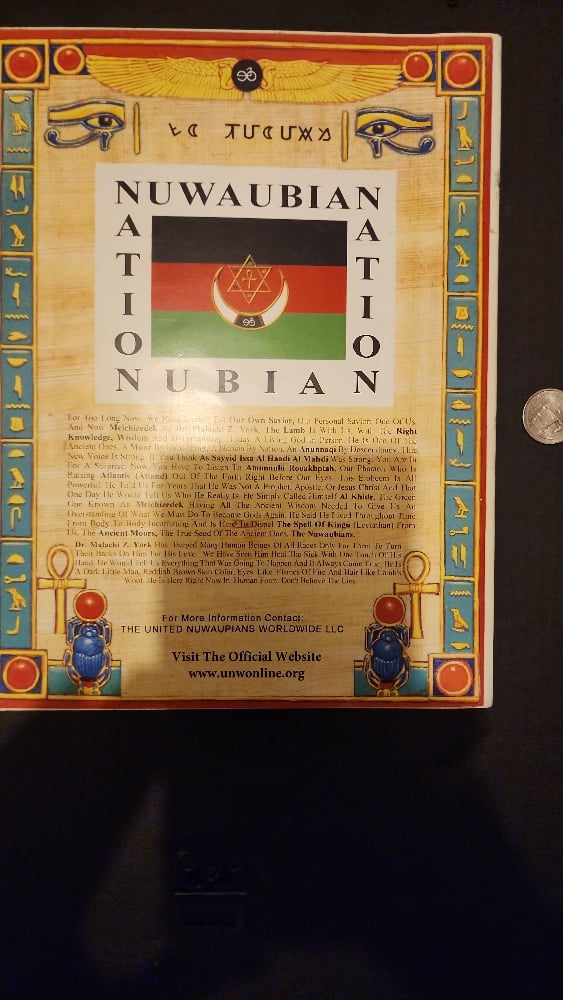 NUWAUBIAN
NATION
NATION
NUBIAN
For Too Long Now, We Have Looked For Our Own Savior, Our Personal Savior, One Of Us,
And Now Melchizedek, Dr. Malachi Z. York, The Lamb Is With Us, With The Right
Knowledge, Wisdom And Overstanding. Today A Living God in Person. He Is One Of The
Ancient Ones, A Moor By Nationality, Human By Nature, An Anunnaqi By Descendency. This
New Voice Is Strong. If You Think As Sayyid Issa Al Haadi Al Mahdi Was Strong, You Are In
For A Surprise. Now, You Have To Listen To Amunnubi Rooakhptah, Our Pharaoh, Who Is
Raising Atlantis (Atland) Out Of The Earth Right Before Our Eyes. This Emblem Is All
Powerful. He Told Us For Years That He Was Not A Prophet, Apostle, Or Jesus Christ And That
One Day He Would Tell Us Who He Really Is. He Simply Called Himself Al Khidr, The Green
One Known As Melchizedek Having All The Ancient Wisdom Needed To Give Us An
Overstanding Of What We Must Do To Become Gods Again. He Said He Lived Throughout Time
From Body To Body Incarnating And Is Here To Dispel The Spell Of Kingu (Leviathan) From
Us, The Ancient Moors, The True Seed Of The Ancient Ones, The Nuwaubians.
Dr. Malachi Z. York Has Helped Many Human Beings Of All Races Only For Them To Turn
Their Backs On Him For His Love. We Have Seen Him Heal The Sick With One Touch Of His
Hand. He Would Tell Us Everything That Was Going To Happen And It Always Came True. He Is
A Dark Little Man, Reddish Brown Skin Color, Eyes Like Flames Of Fire And Hair Like Lamb's
Wool. He Is Here Right Now In Human Form. Don't Believe The Lies.
For More Information Contact:
THE UNITED NUWAUPIANS WORLDWIDE LLC
Visit The Official Website
www.unwonline.org